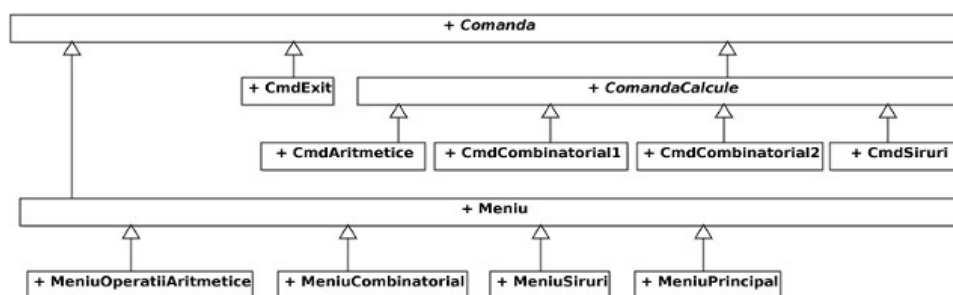 + Comanda
+ CmdExit
+ ComandaCalcule
+ CmdAritmetice
+ CmdCombinatorial1
+ CmdCombinatorial2
+ CmdSiruri
+ Meniu
+ MeniuOperatiiAritmetice
+ MeniuCombinatorial
+ MeniuSiruri
+ MeniuPrincipal